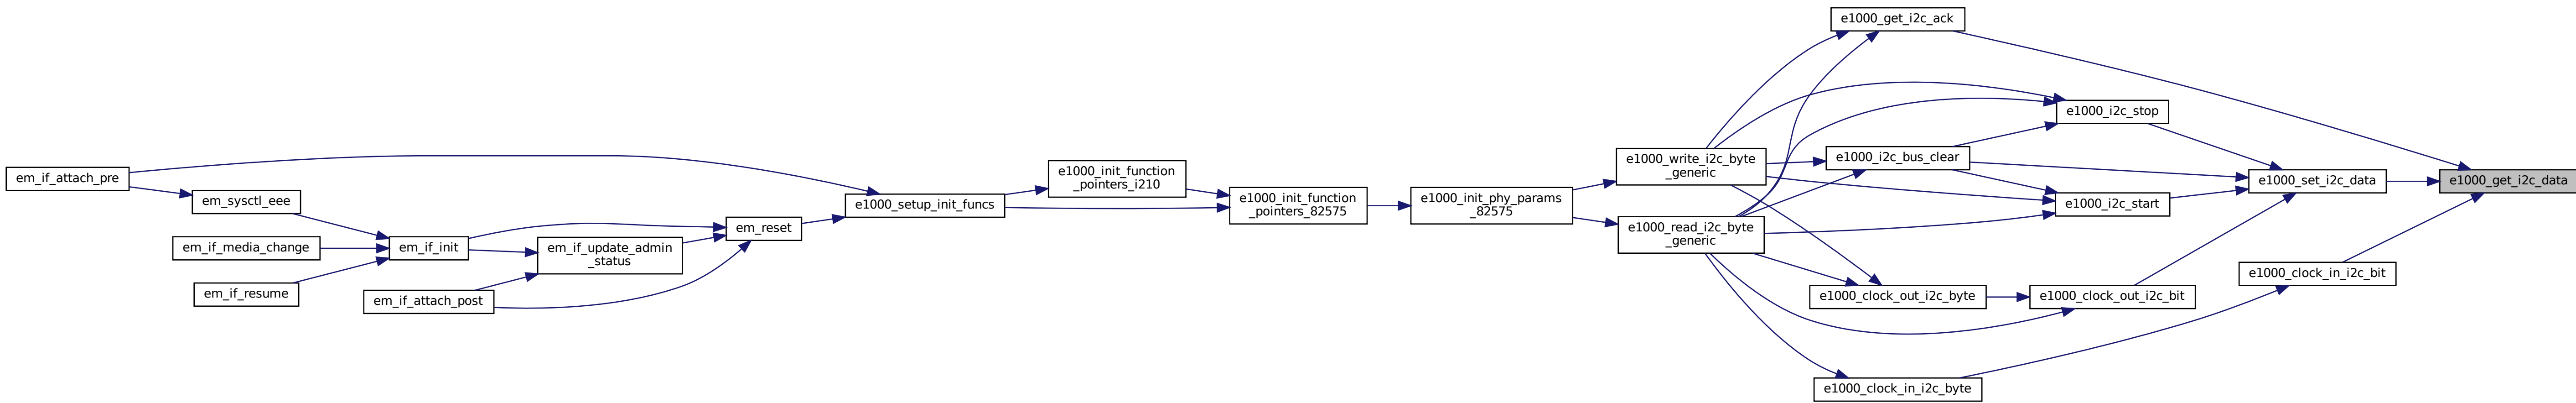 em_if_attach_pre
em_sysctl_eee
em_if_media_change
em_if_resume
em_if_init
em_if_attach_post
em_if_update_admin
_status
em_reset
e1000_setup_init_funcs
e1000_init_function
_pointers_i210
e1000_init_function
_pointers_82575
e1000_init_phy_params
_82575
e1000_write_i2c_byte
_generic
e1000_read_i2c_byte
_generic
e1000_get_i2c_ack
e1000_i2c_bus_clear
e1000_clock_out_i2c_byte
e1000_clock_in_i2c_byte
e1000_i2c_stop
e1000_i2c_start
e1000_clock_out_i2c_bit
e1000_set_i2c_data
e1000_clock_in_i2c_bit
e1000_get_i2c_data